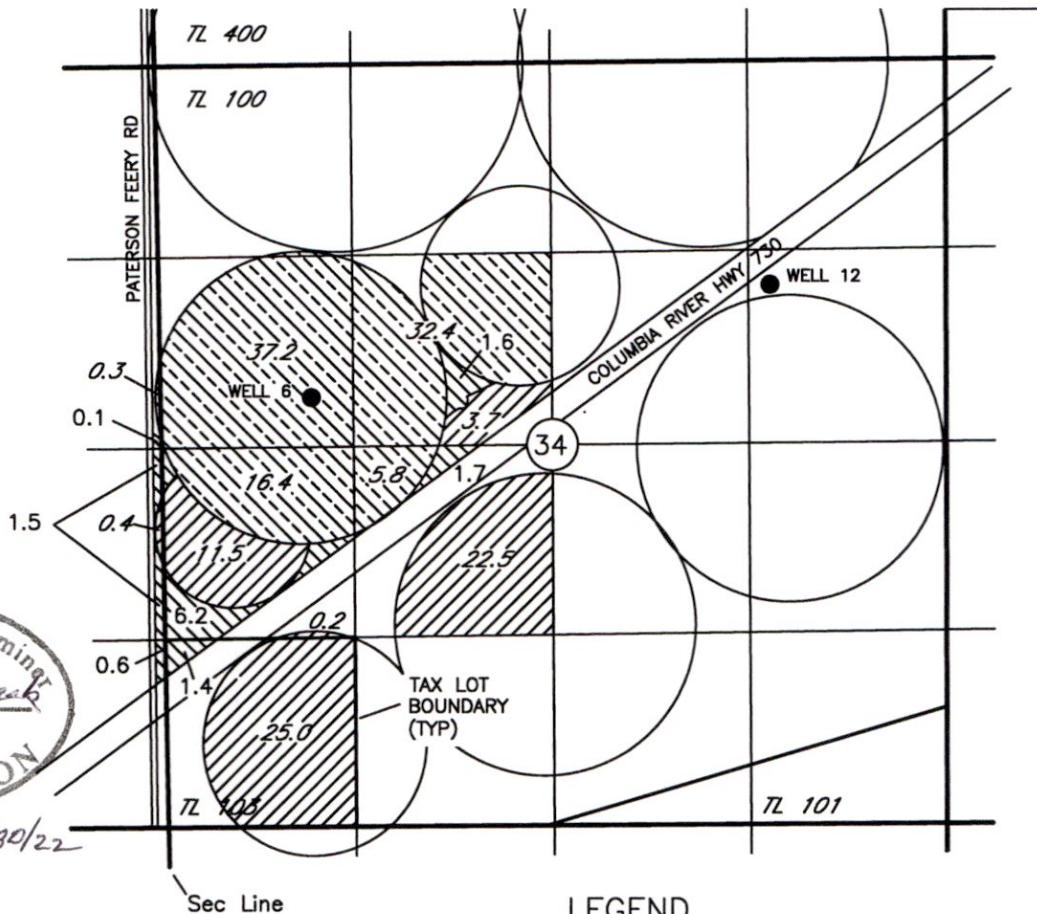 TL 400
TL 100
PATERSON FEERY RD
COLUMBIA RIVER HWY 730
WELL 12
32.4
37.2
1.6
0.3
WELL 6
0.1
3.7
34
16.4
5.8
1.7
1.5
0.4
11.5
22.5
6.2
0.2
0.6
1.4
TAX LOT
BOUNDARY
(TYP)
25.0
TL 103
TL 101
30/22
Sec Line
LEGEND